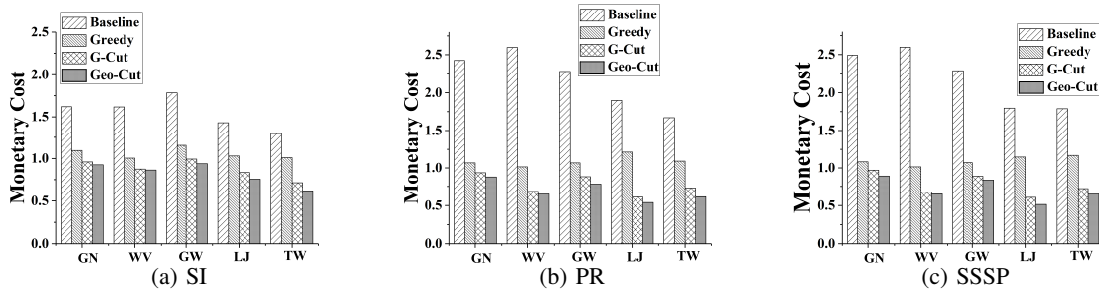 Monetary Cost
2.5
2.0
1.5
1.0
0.5
0.0
Baseline
Greedy
G-Cut
Geo-Cut
GN WV GW LJ TW
(a) SI
Monetary Cost
2.5
2.0
1.5
1.0
0.5
0.0
Baseline
Greedy
G-Cut
Geo-Cut
GN WV GW LJ TW
(b) PR
Monetary Cost
2.5
2.0
1.5
1.0
0.5
0.0
Baseline
Greedy
G-Cut
Geo-Cut
GN WV GW LJ TW
(c) SSSP